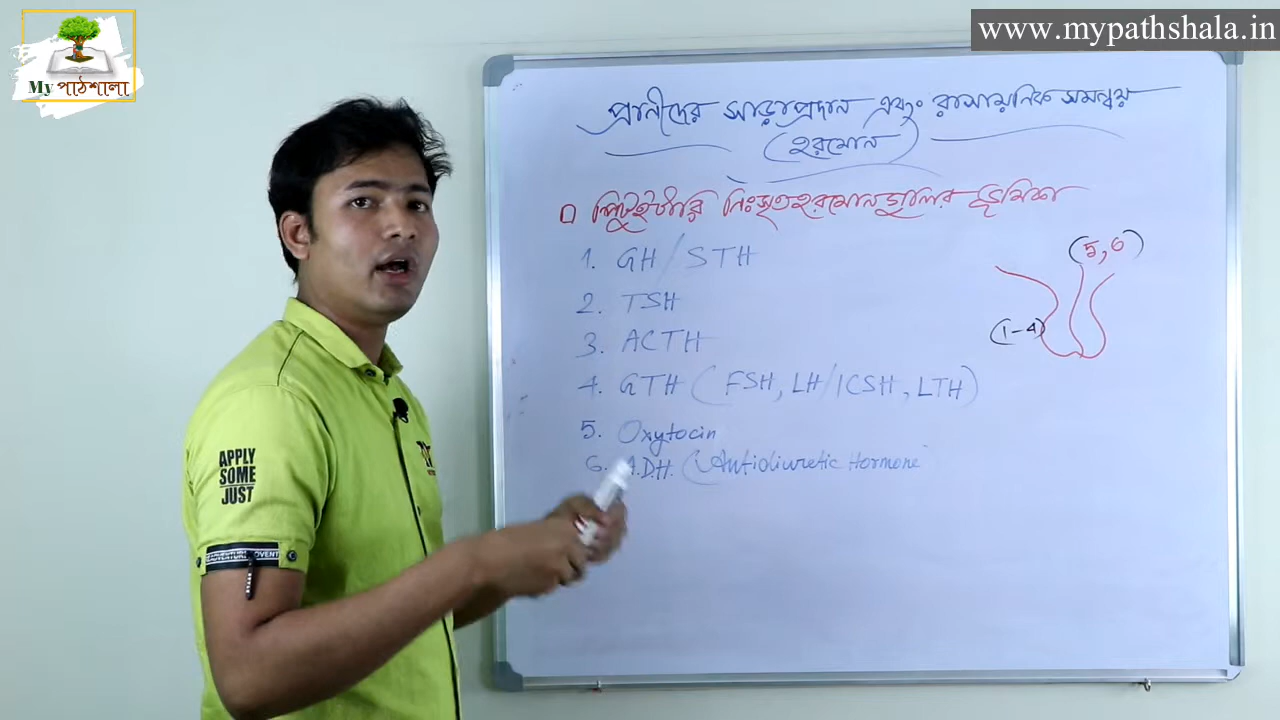 My পাঠশালা
www.mypathshala.in
প্রানীদের সাড়াপ্রদান এবং রাসায়নিক সমন্বয়
(হরমোন)
পিটুইটারি নিঃসৃত হরমোনগুলির ভূমিকা
1. GH / STH
2. TSH
3. ACTH
4. GTH (FSH, LH/ICSH, LTH)
5. Oxytocin
6. A.D.H. (Antidiuretic Hormone
(5,6)
(1-4)
APPLY
SOME
JUST